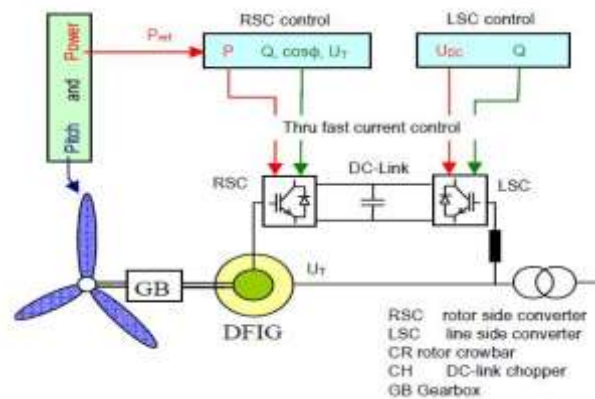 RSC control
LSC control
Pitch and Power
Pref
P Q, cosϕ, UT
UDC Q
Thru fast current control
RSC
DC-Link
LSC
GB
DFIG
UT
RSC rotor side converter
LSC line side converter
CR rotor crowbar
CH DC-link chopper
GB Gearbox